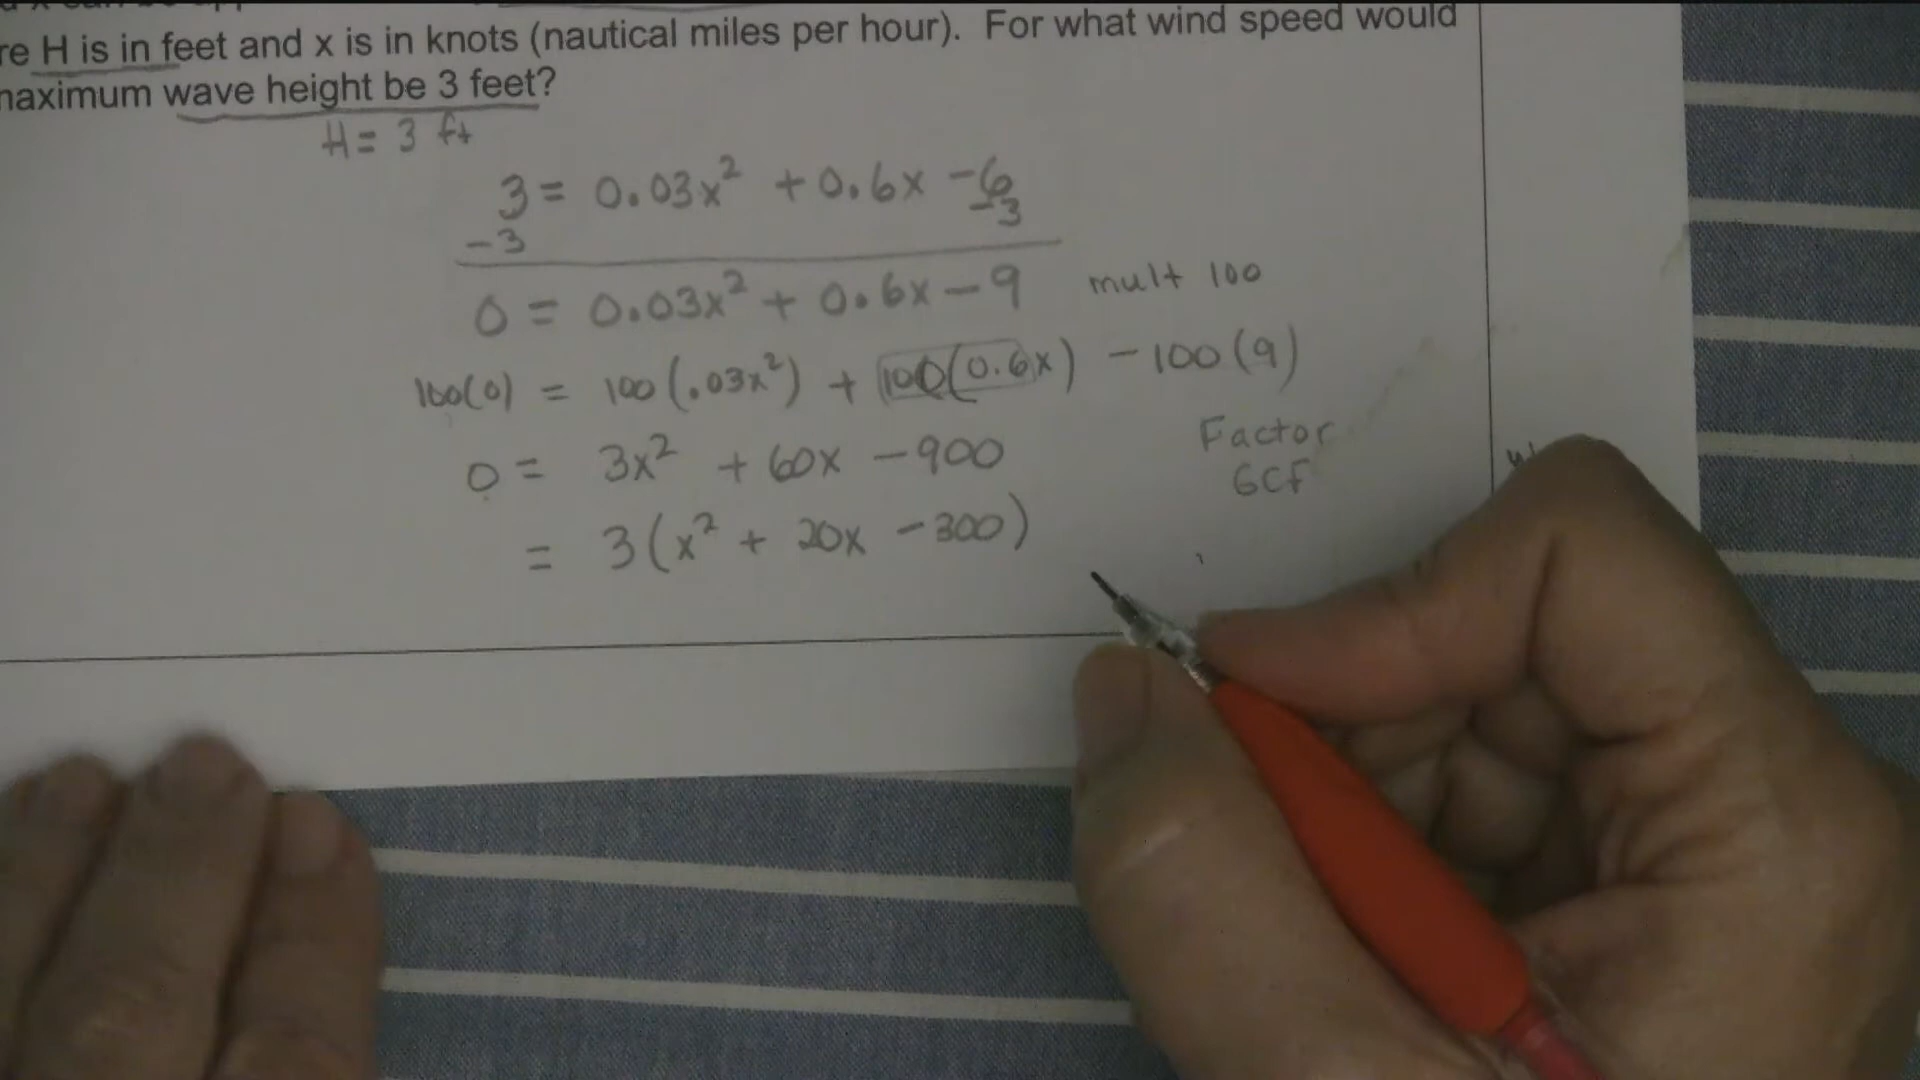 re H is in feet and x is in knots (nautical miles per hour). For what wind speed would
naximum wave height be 3 feet?
H = 3 ft
3 = 0.03x² + 0.6x - 6
-3 -3
0 = 0.03x² + 0.6x - 9 mult 100
100(0) = 100(.03x²) + 100(0.6x) - 100(9)
0 = 3x² + 60x - 900 Factor
GCF
= 3(x² + 20x - 300)